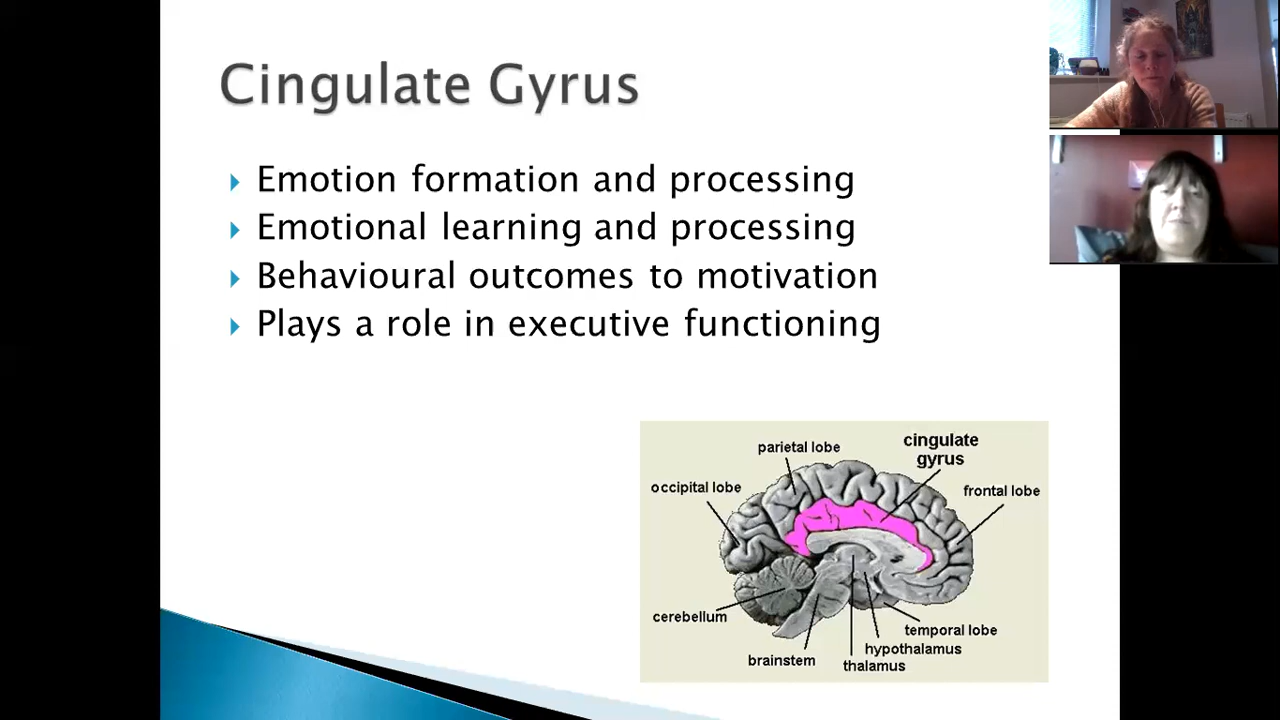 Cingulate Gyrus
Emotion formation and processing
Emotional learning and processing
Behavioural outcomes to motivation
Plays a role in executive functioning
parietal lobe
cingulate
gyrus
occipital lobe
frontal lobe
cerebellum
temporal lobe
hypothalamus
brainstem
thalamus